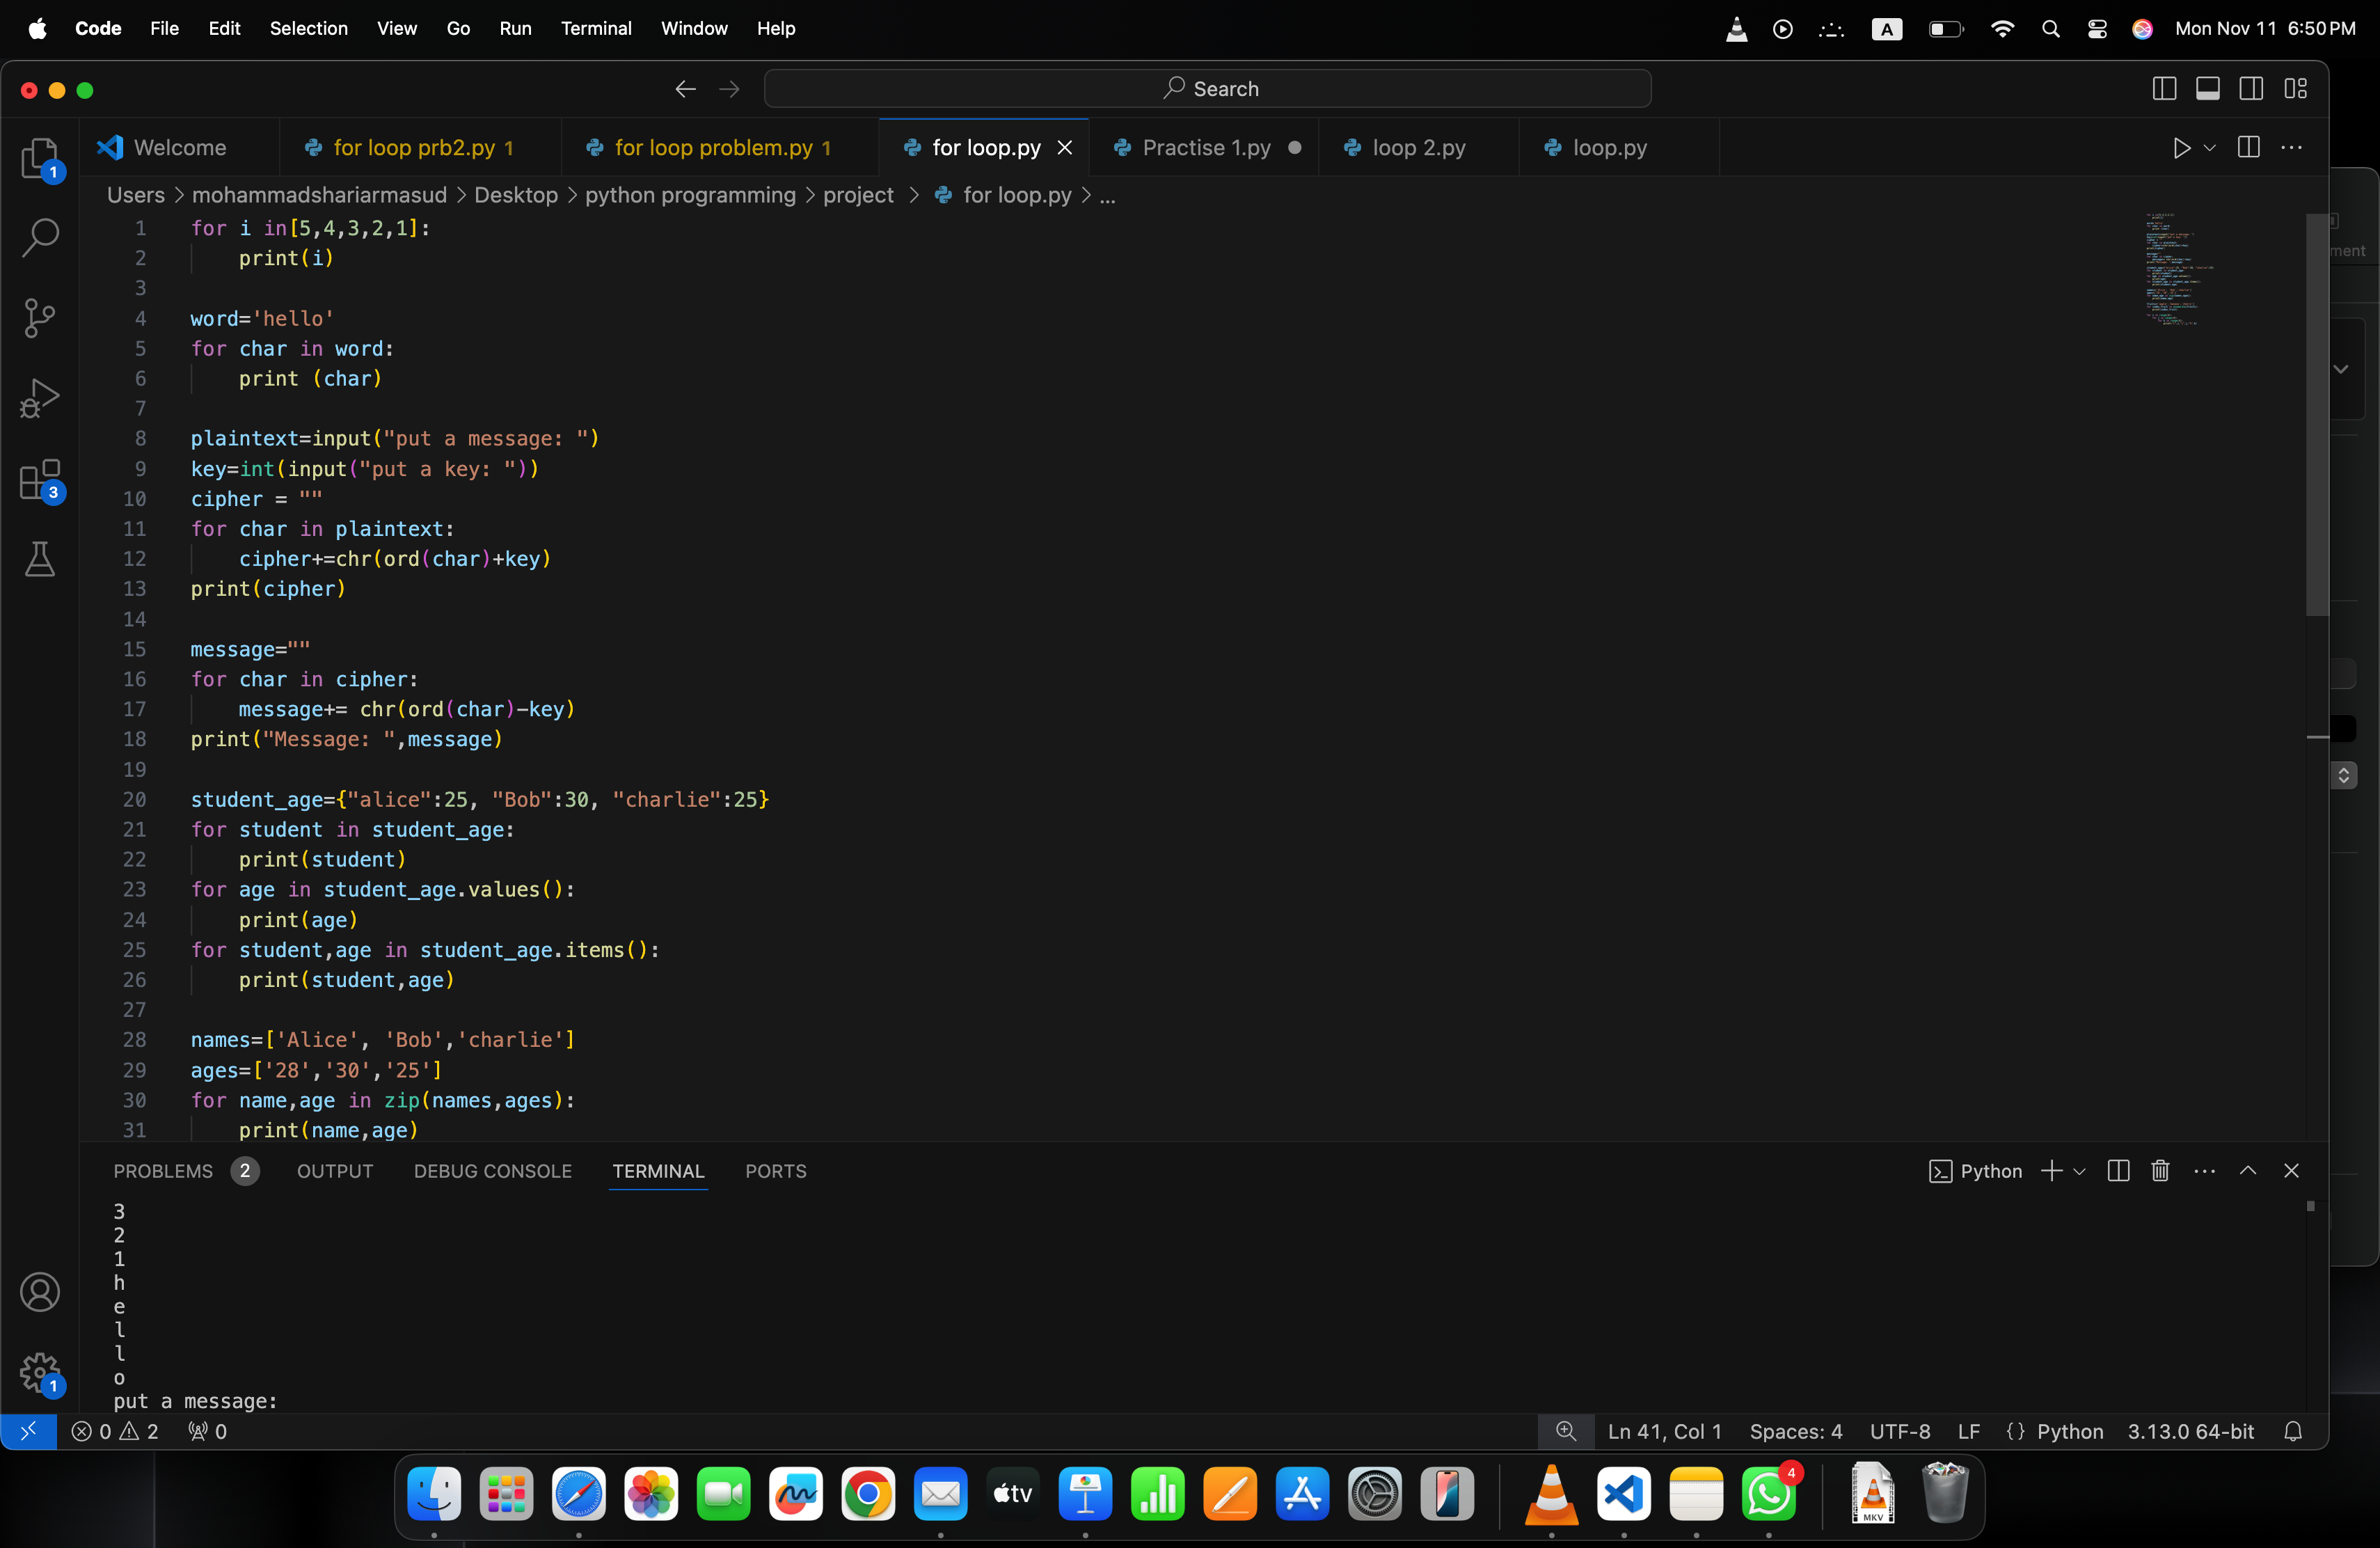 Code File Edit Selection View Go Run Terminal Window Help A Mon Nov 11 6:50 PM
Search
Welcome for loop prb2.py 1 for loop problem.py 1 for loop.py Practise 1.py loop 2.py loop.py
Users > mohammadshariarmasud > Desktop > python programming > project > for loop.py > ...
1 for i in[5,4,3,2,1]:
2     print(i)
3
4 word='hello'
5 for char in word:
6     print (char)
7
8 plaintext=input("put a message: ")
9 key=int(input("put a key: "))
10 cipher = ""
11 for char in plaintext:
12     cipher+=chr(ord(char)+key)
13 print(cipher)
14
15 message=""
16 for char in cipher:
17     message+= chr(ord(char)-key)
18 print("Message: ",message)
19
20 student_age={"alice":25, "Bob":30, "charlie":25}
21 for student in student_age:
22     print(student)
23 for age in student_age.values():
24     print(age)
25 for student,age in student_age.items():
26     print(student,age)
27
28 names=['Alice', 'Bob','charlie']
29 ages=['28','30','25']
30 for name,age in zip(names,ages):
31     print(name,age)
1
3
1
ment
PROBLEMS 2 OUTPUT DEBUG CONSOLE TERMINAL PORTS Python
3
2
1
h
e
l
l
o
put a message:
0 2 0 Ln 41, Col 1 Spaces: 4 UTF-8 LF {} Python 3.13.0 64-bit
tv 4 MKV